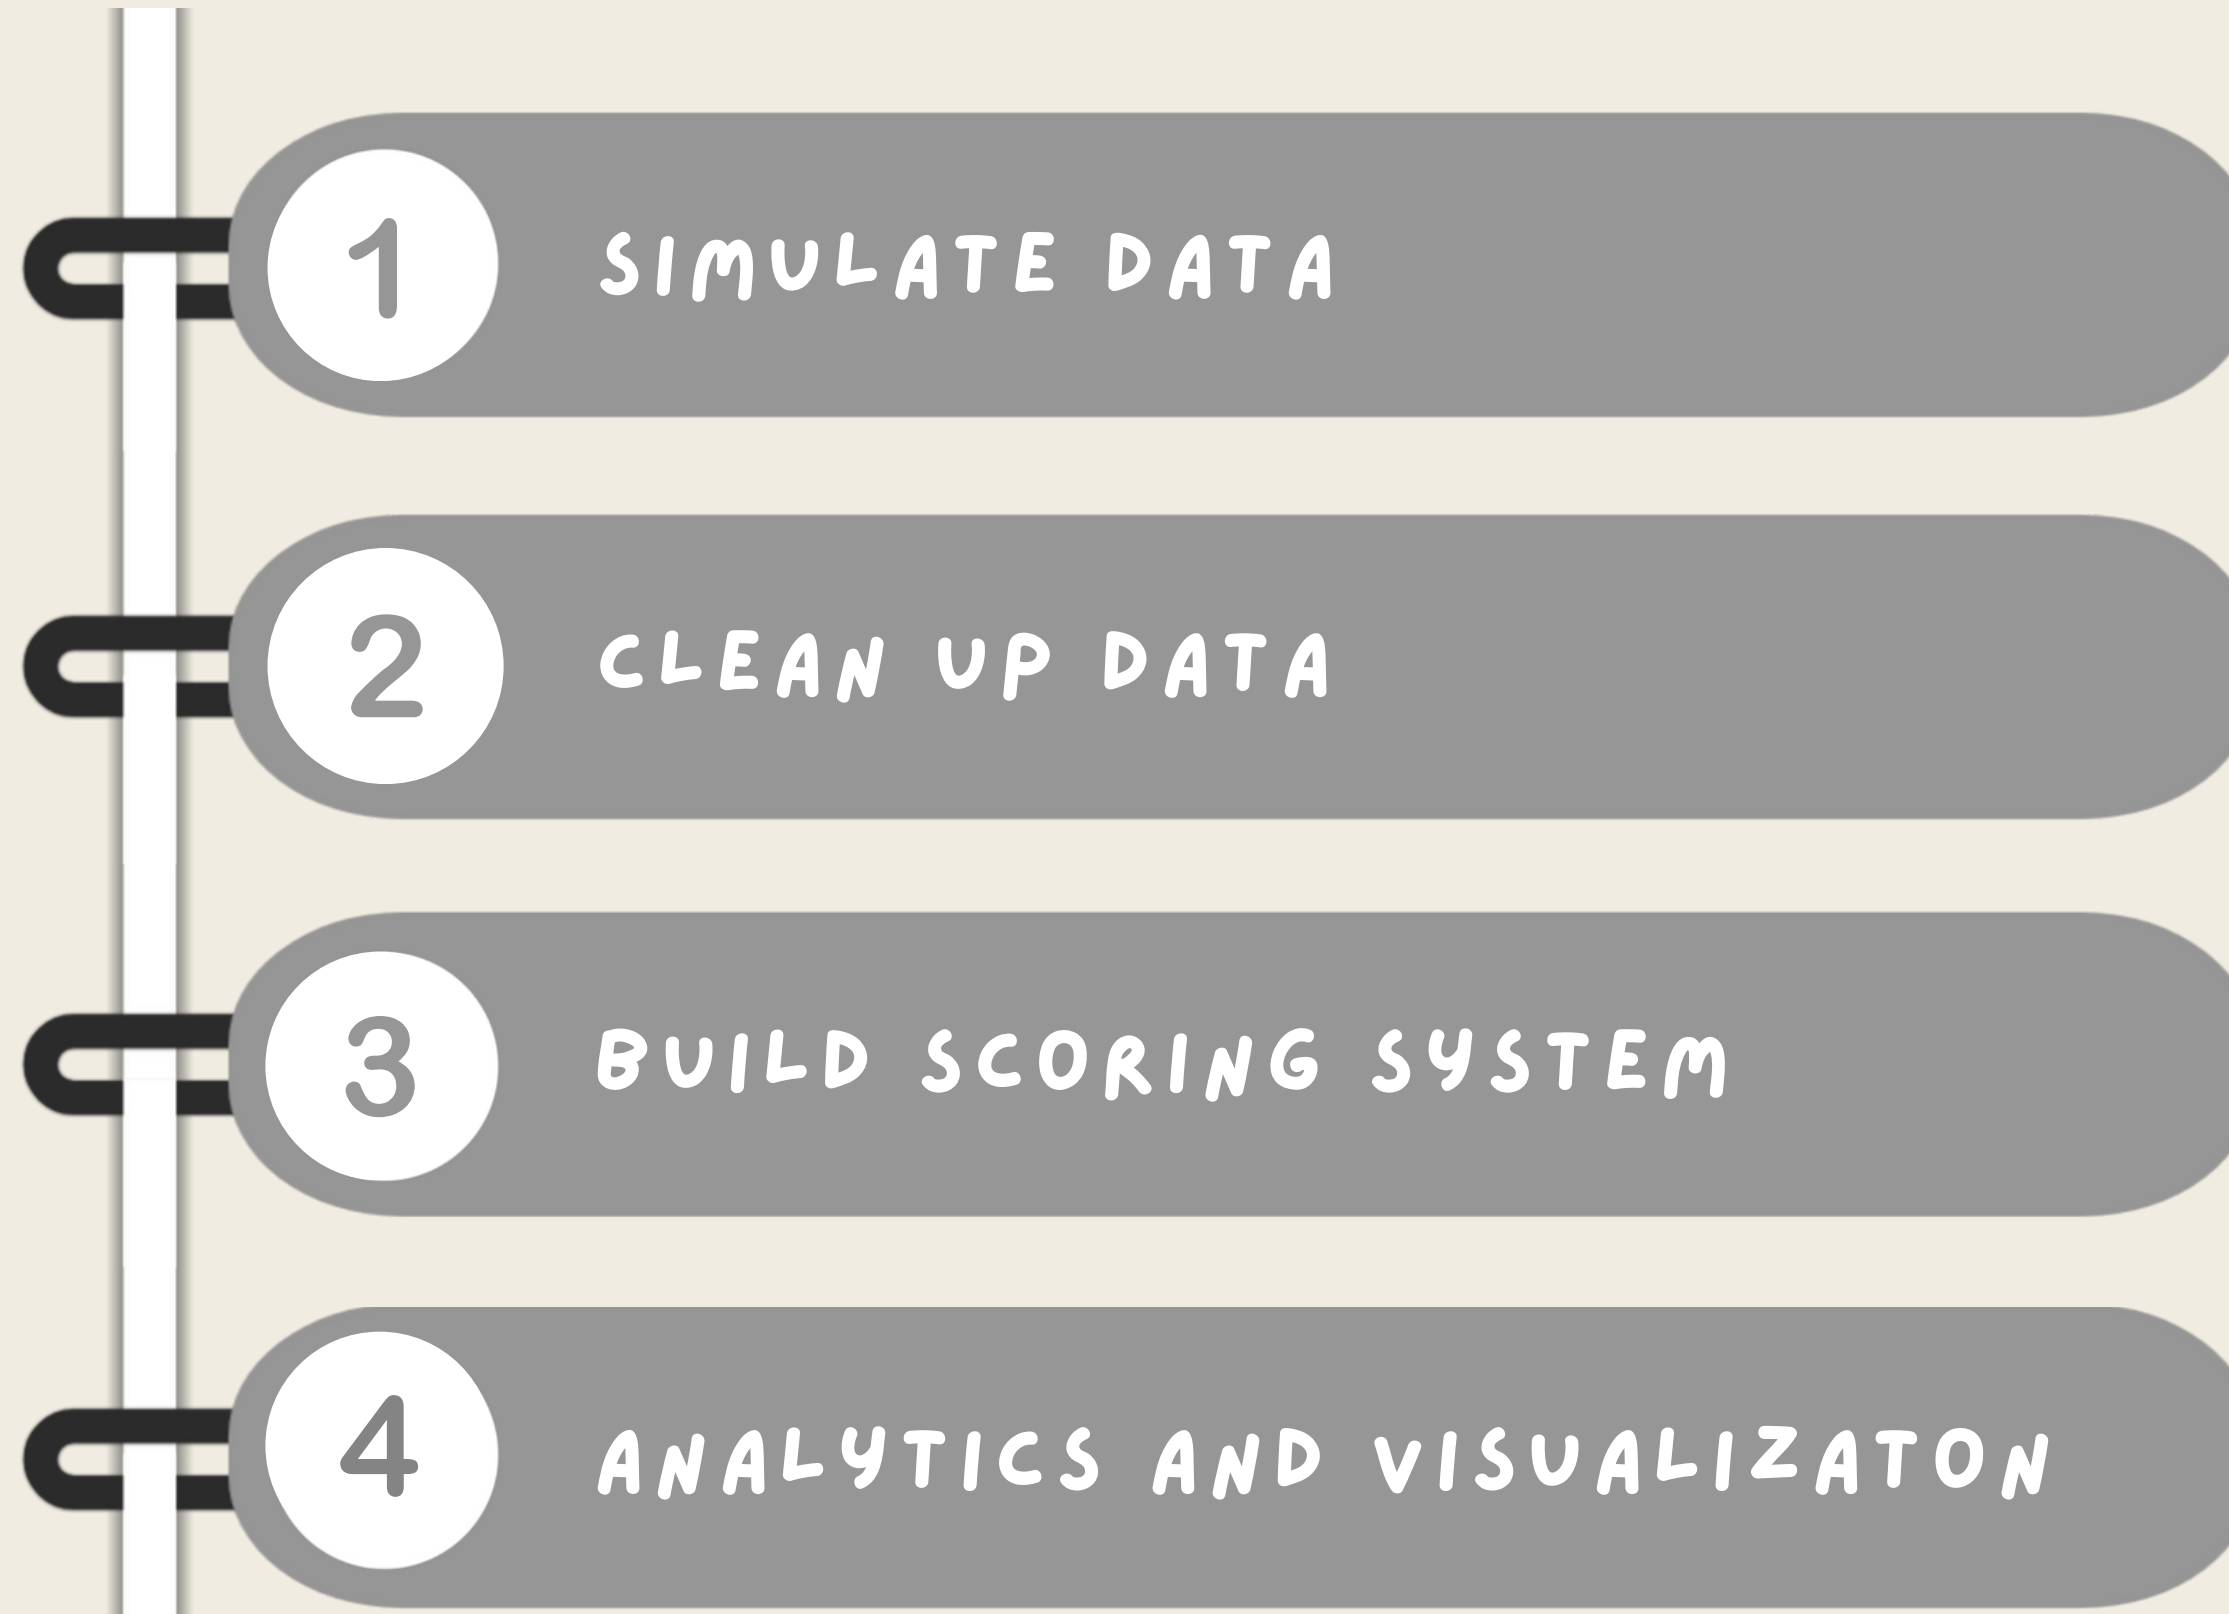 1 SIMULATE DATA
2 CLEAN UP DATA
3 BUILD SCORING SYSTEM
4 ANALYTICS AND VISUALIZATON